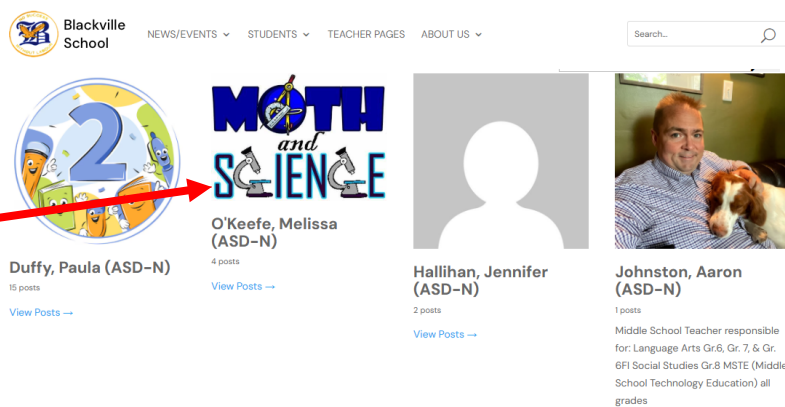 Blackville
School
NEWS/EVENTS
STUDENTS
TEACHER PAGES
ABOUT US
Search...
2
Duffy, Paula (ASD-N)
15 posts
View Posts →
MATH
and
SCIENCE
O'Keefe, Melissa
(ASD-N)
4 posts
View Posts →
Hallihan, Jennifer
(ASD-N)
2 posts
View Posts →
Johnston, Aaron
(ASD-N)
1 posts
Middle School Teacher responsible
for: Language Arts Gr.6, Gr. 7, & Gr.
6FI Social Studies Gr.8 MSTE (Middle
School Technology Education) all
grades